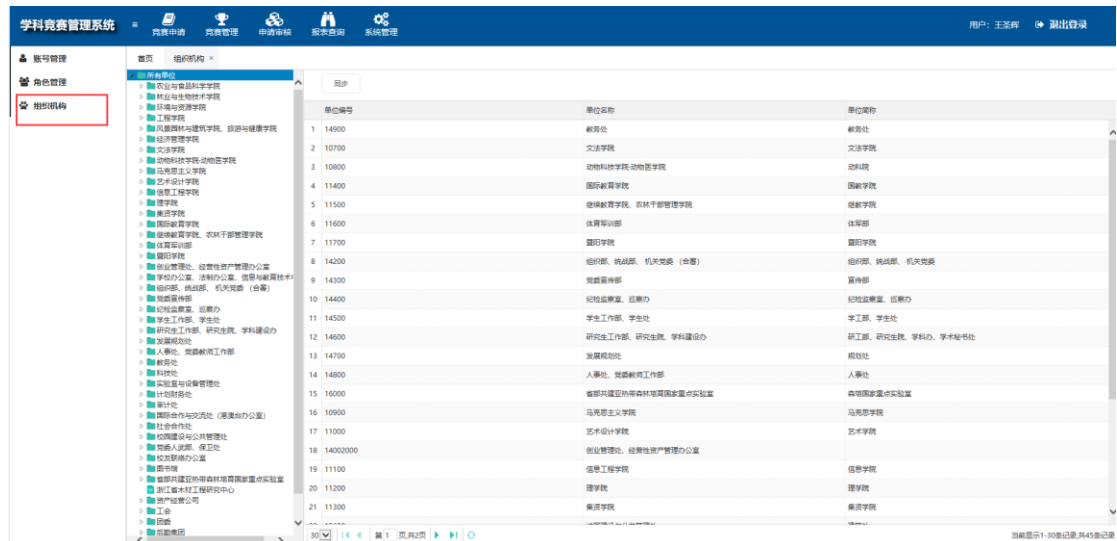 学科竞赛管理系统
竞赛申请
竞赛管理
申请审核
报表查询
系统管理
用户：王圣辉
退出登录
账号管理
角色管理
组织机构
首页
组织机构 ×
所有单位
农业与食品科学学院
林业与生物技术学院
环境与资源学院
工程学院
风景园林与建筑学院、旅游与健康学院
经济管理学院
文法学院
动物科技学院·动物医学院
马克思主义学院
艺术设计学院
信息工程学院
理学院
集贤学院
国际教育学院
继续教育学院、农林干部管理学院
体育军训部
暨阳学院
创业管理处、经营性资产管理办公室
学校办公室、法制办公室、信息与教育技术
组织部、统战部、 机关党委 (合署)
党委宣传部
纪检监察室、巡察办
学生工作部、学生处
研究生工作部、研究生院、学科建设办
发展规划处
人事处、党委教师工作部
教务处
科技处
实验室与设备管理处
计划财务处
审计处
国际合作与交流处（港澳台办公室）
社会合作处
校园建设与公共管理处
党委人武部、保卫处
校友联络办公室
图书馆
省部共建亚热带森林培育国家重点实验室
浙江省木材工程研究中心
资产经营公司
工会
团委
后勤集团
同步
单位编号 单位名称 单位简称
1 14900 教务处 教务处
2 10700 文法学院 文法学院
3 10800 动物科技学院·动物医学院 动科院
4 11400 国际教育学院 国教学院
5 11500 继续教育学院、农林干部管理学院 继教学院
6 11600 体育军训部 体军部
7 11700 暨阳学院 暨阳学院
8 14200 组织部、统战部、 机关党委 (合署) 组织部、统战部、 机关党委
9 14300 党委宣传部 宣传部
10 14400 纪检监察室、巡察办 纪检监察室、巡察办
11 14500 学生工作部、学生处 学工部、学生处
12 14600 研究生工作部、研究生院、学科建设办 研工部、研究生院、学科办、学术秘书处
13 14700 发展规划处 规划处
14 14800 人事处、党委教师工作部 人事处
15 16000 省部共建亚热带森林培育国家重点实验室 森培国家重点实验室
16 10900 马克思主义学院 马克思学院
17 11000 艺术设计学院 艺术学院
18 14002000 创业管理处、经营性资产管理办公室
19 11100 信息工程学院 信息学院
20 11200 理学院 理学院
21 11300 集贤学院 集贤学院
30 第 1 页,共2页 当前显示1-30条记录,共45条记录